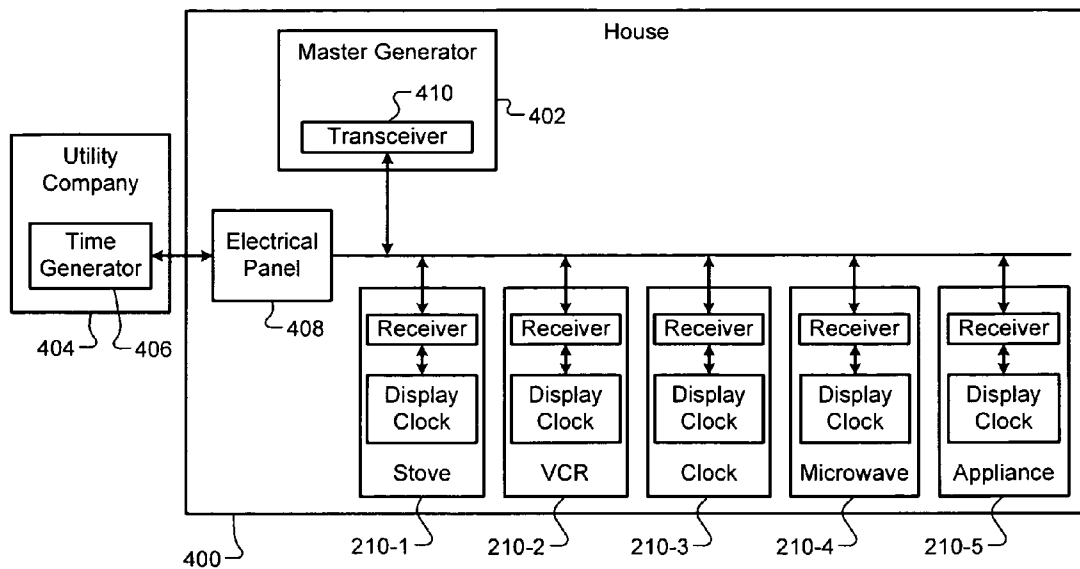 House
Master Generator
410
Transceiver
402
Utility
Company
Time
Generator
Electrical
Panel
404
406
408
Receiver
Receiver
Receiver
Receiver
Receiver
Display
Clock
Display
Clock
Display
Clock
Display
Clock
Display
Clock
Stove
VCR
Clock
Microwave
Appliance
400
210-1
210-2
210-3
210-4
210-5